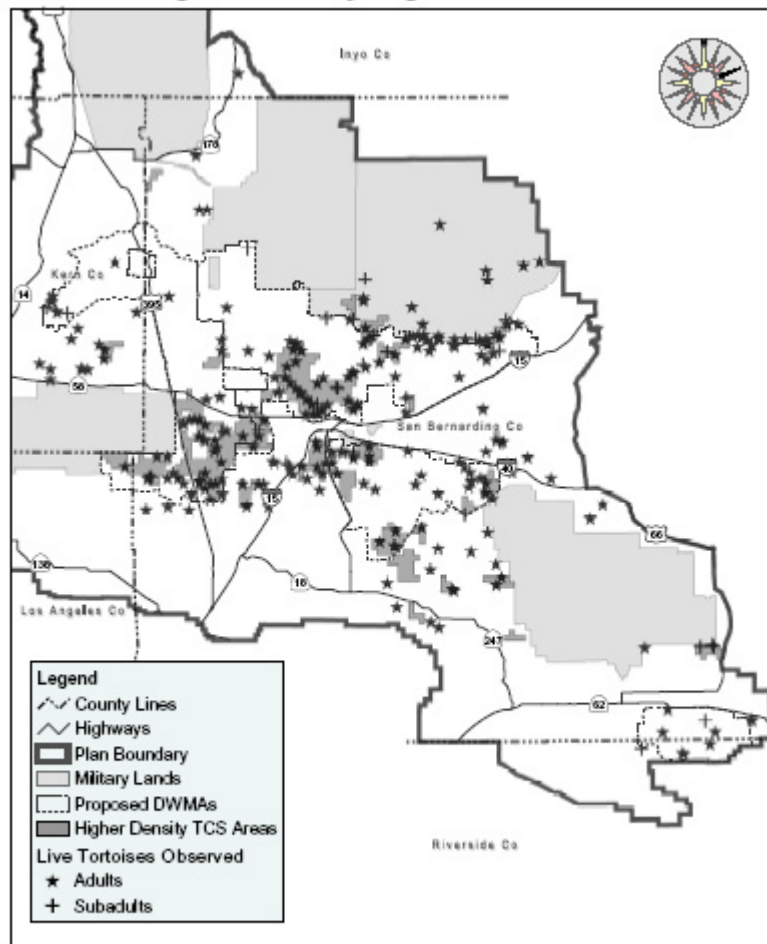 Inyo Co
178
Kern Co
14
395
58
15
San Bernardino Co
40
15
66
138
18
Los Angeles Co
247
62
Riverside Co
Legend
County Lines
Highways
Plan Boundary
Military Lands
Proposed DWMAs
Higher Density TCS Areas
Live Tortoises Observed
Adults
Subadults